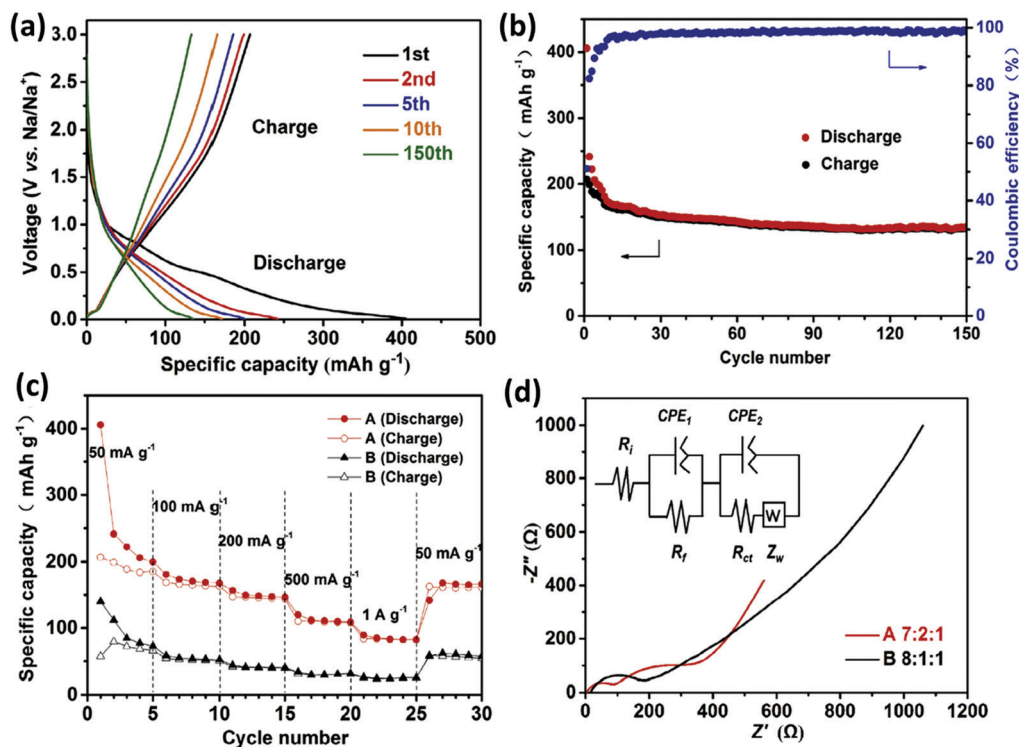 (a)
3.0
2.5
2.0
1.5
1.0
0.5
0.0
Voltage (V vs. Na/Na⁺)
1st
2nd
5th
10th
150th
Charge
Discharge
0 100 200 300 400 500
Specific capacity (mAh g⁻¹)
(b)
400
300
200
100
0
Specific capacity ( mAh g⁻¹)
Discharge
Charge
100
80
60
40
20
0
Coulombic efficiency (%)
0 30 60 90 120 150
Cycle number
(c)
400
300
200
100
0
Specific capacity ( mAh g⁻¹)
A (Discharge)
A (Charge)
B (Discharge)
B (Charge)
50 mA g⁻¹
100 mA g⁻¹
200 mA g⁻¹
500 mA g⁻¹
1 A g⁻¹
50 mA g⁻¹
0 5 10 15 20 25 30
Cycle number
(d)
1000
800
600
400
200
0
-Z″ (Ω)
CPE₁
CPE₂
Rᵢ
W
R_f
R_ct
Z_w
A 7:2:1
B 8:1:1
0 200 400 600 800 1000 1200
Z′ (Ω)